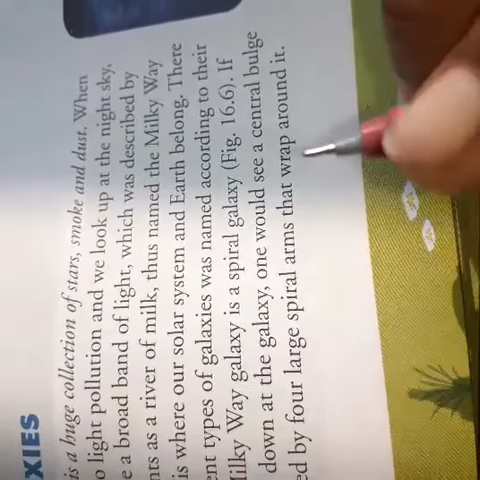 XIES
is a huge collection of stars, smoke and dust. When
o light pollution and we look up at the night sky,
e a broad band of light, which was described by
nts as a river of milk, thus named the Milky Way
is where our solar system and Earth belong. There
ent types of galaxies was named according to their
Milky Way galaxy is a spiral galaxy (Fig. 16.6). If
down at the galaxy, one would see a central bulge
ed by four large spiral arms that wrap around it.